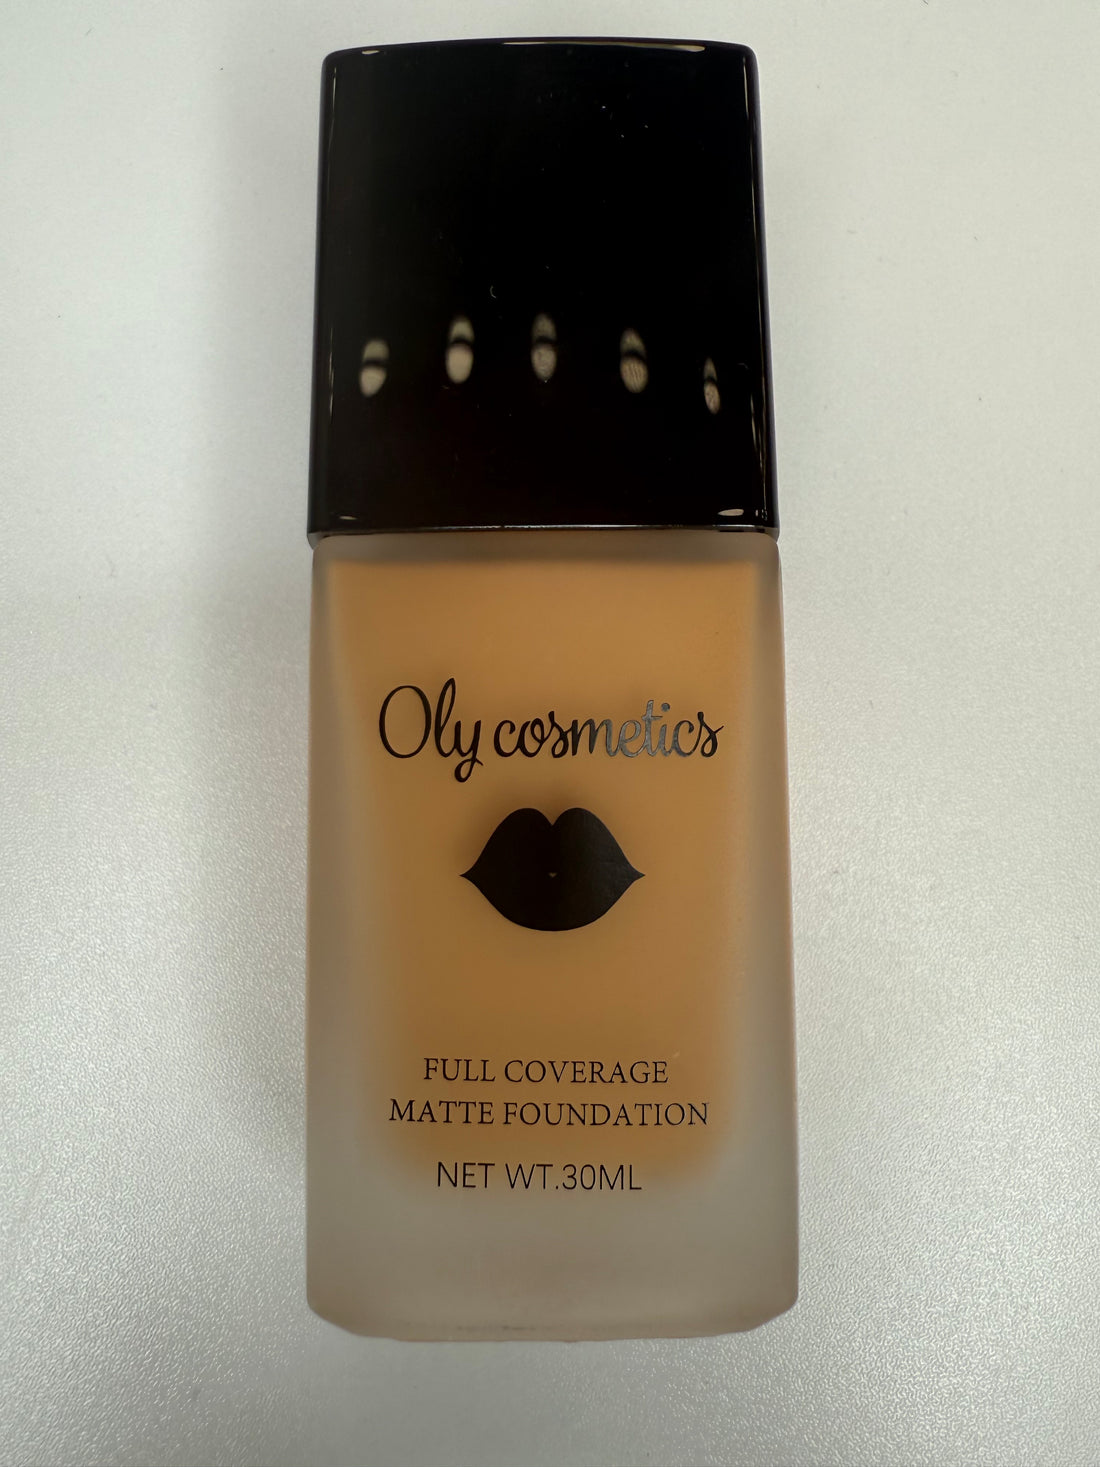 Oly cosmetics
FULL COVERAGE
MATTE FOUNDATION
NET WT.30ML